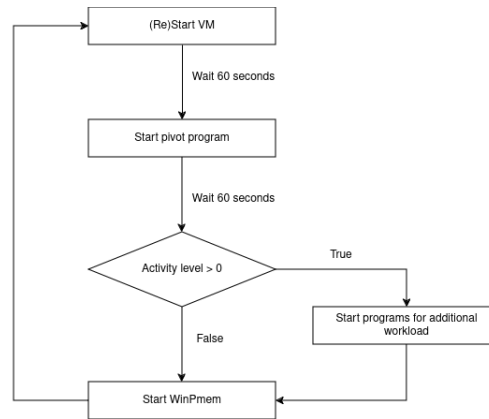 (Re)Start VM
Wait 60 seconds
Start pivot program
Wait 60 seconds
Activity level > 0
True
Start programs for additional
workload
False
Start WinPmem